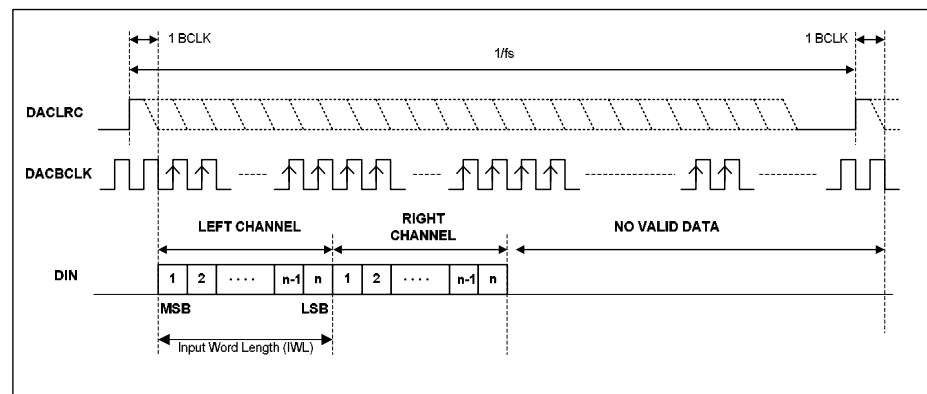 1 BCLK 1 BCLK
1/fs
DACLRC
DACBCLK
LEFT CHANNEL RIGHT CHANNEL NO VALID DATA
DIN 1 2 .... n-1 n 1 2 .... n-1 n
MSB LSB
Input Word Length (IWL)